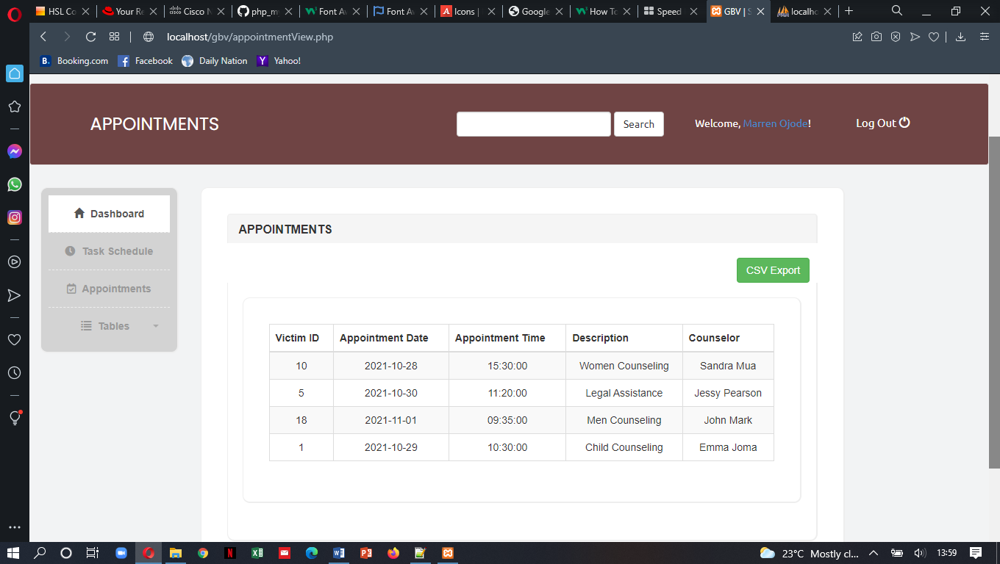 HSL Co
Your Re
Cisco N
php_my
Font Av
Font Av
Icons |
Google
How To
Speed
GBV | S
localho
localhost/gbv/appointmentView.php
B. Booking.com
Facebook
Daily Nation
Y Yahoo!
APPOINTMENTS
Search
Welcome, Marren Ojode!
Log Out
Dashboard
Task Schedule
Appointments
Tables
APPOINTMENTS
CSV Export
Victim ID Appointment Date Appointment Time Description Counselor
10 2021-10-28 15:30:00 Women Counseling Sandra Mua
5 2021-10-30 11:20:00 Legal Assistance Jessy Pearson
18 2021-11-01 09:35:00 Men Counseling John Mark
1 2021-10-29 10:30:00 Child Counseling Emma Joma
23°C Mostly cl...
13:59